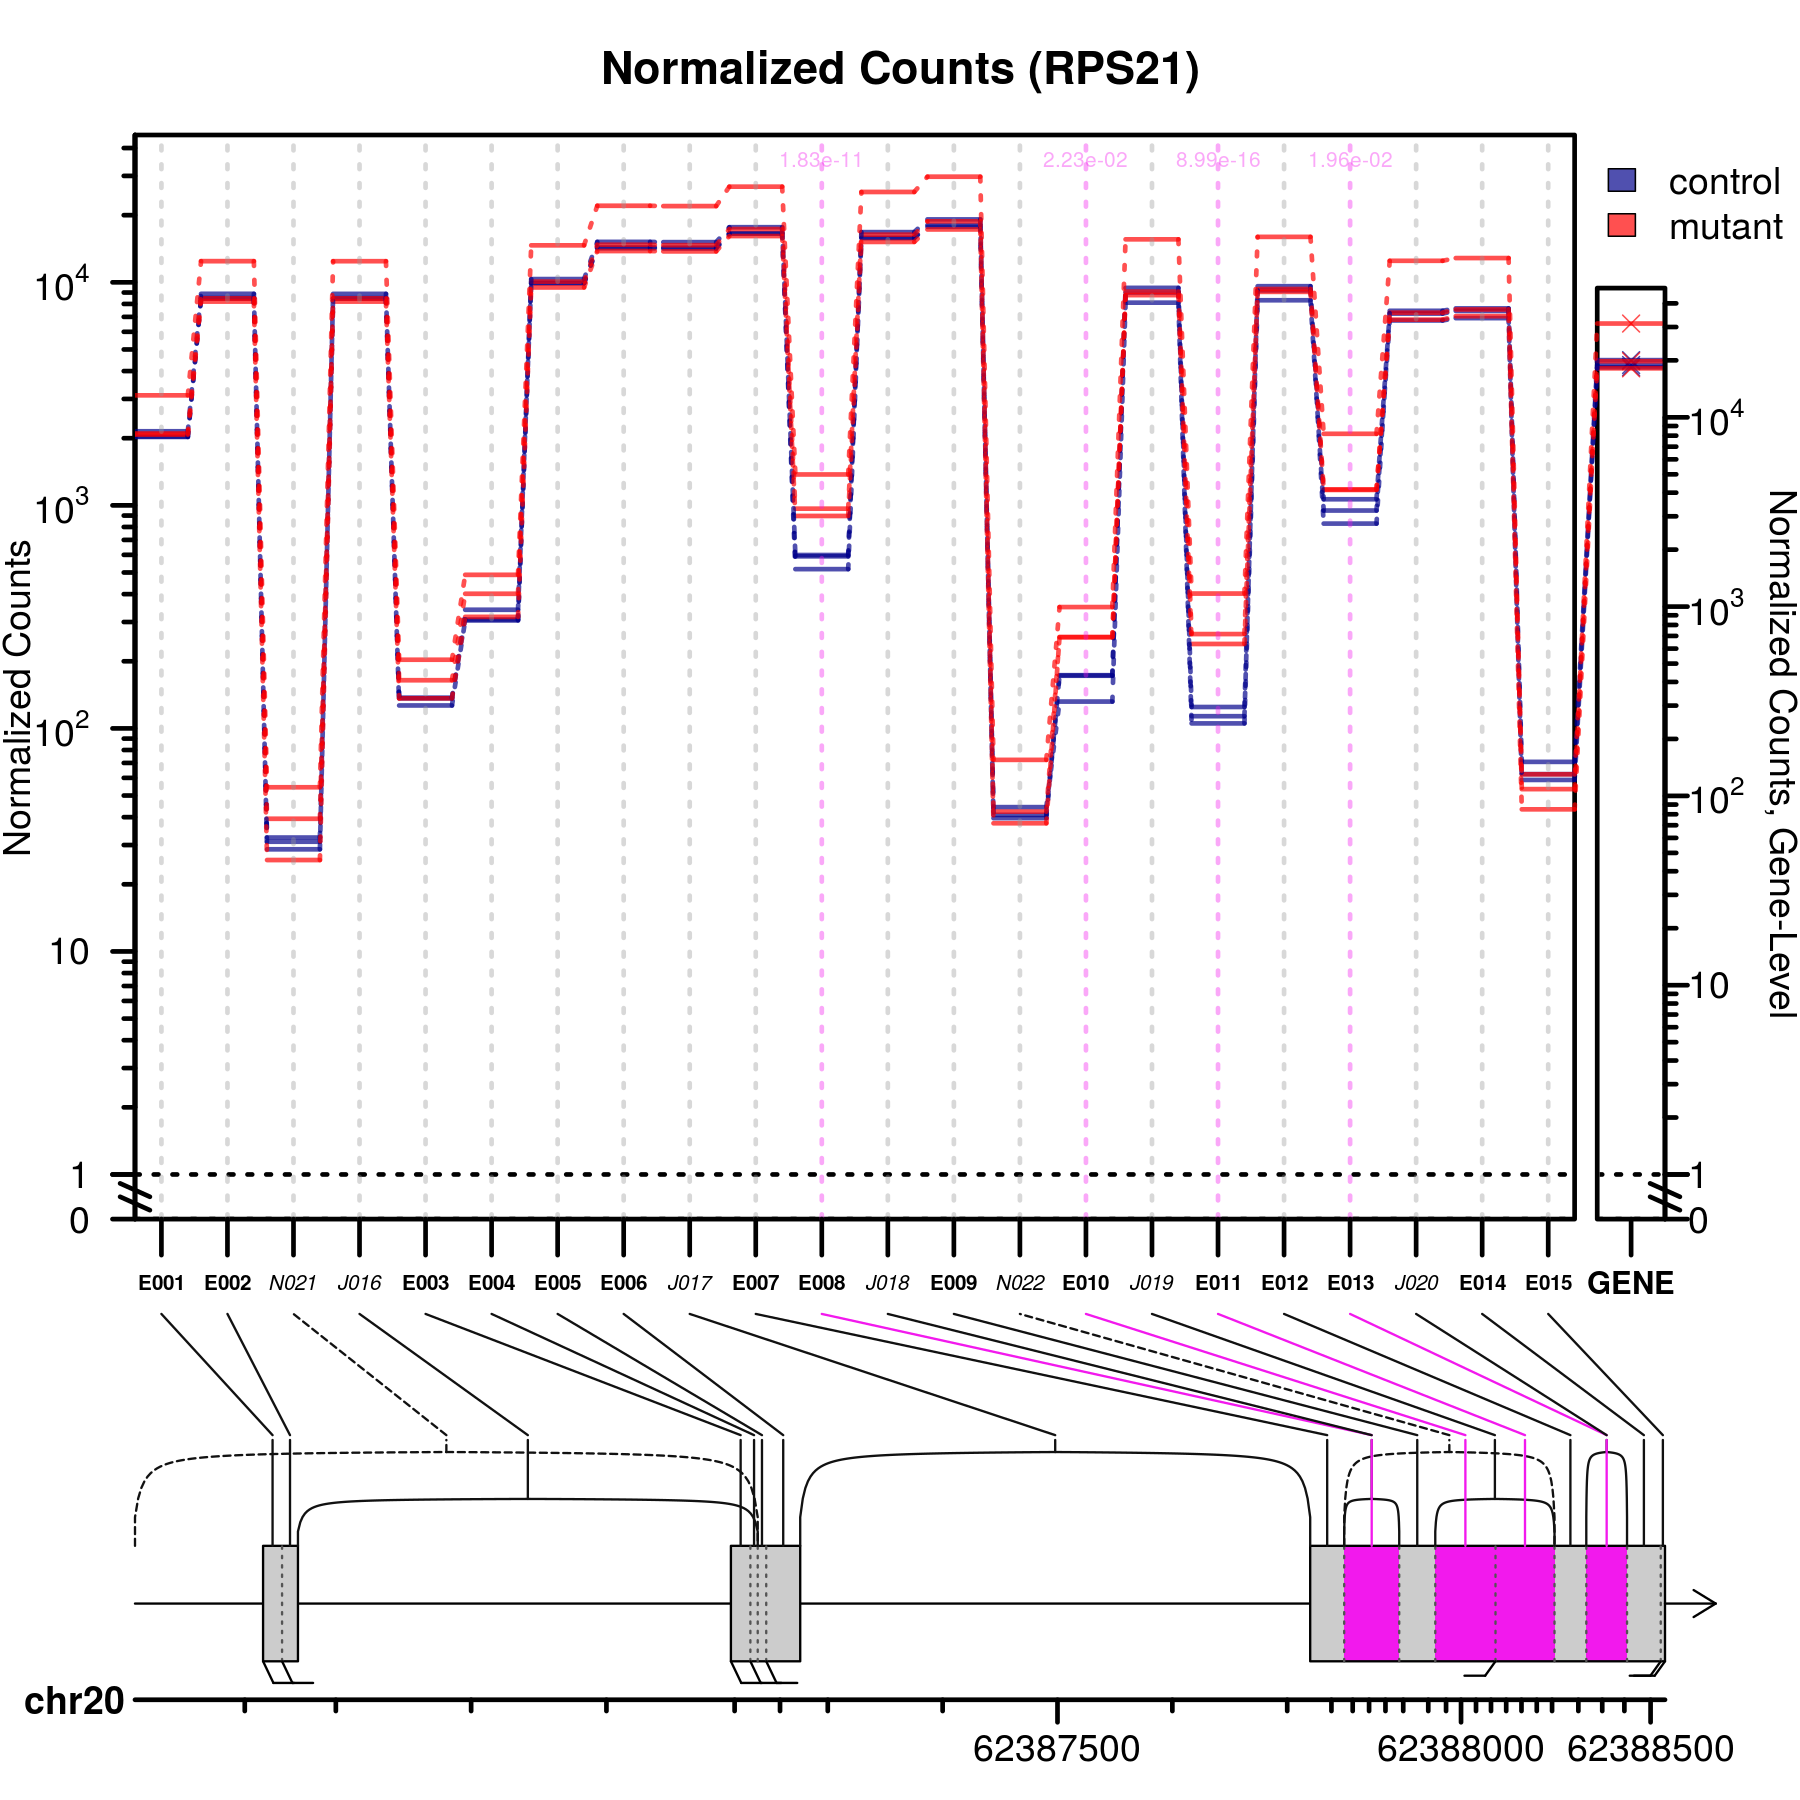 Normalized Counts (RPS21)
1.83e-11 2.23e-02 8.99e-16 1.96e-02
control
mutant
Normalized Counts
10^4
10^3
10^2
10
1
0
10^4
10^3
10^2
10
1
0
Normalized Counts, Gene-Level
E001 E002 N021 J016 E003 E004 E005 E006 J017 E007 E008 J018 E009 N022 E010 J019 E011 E012 E013 J020 E014 E015 GENE
chr20
62387500 62388000 62388500